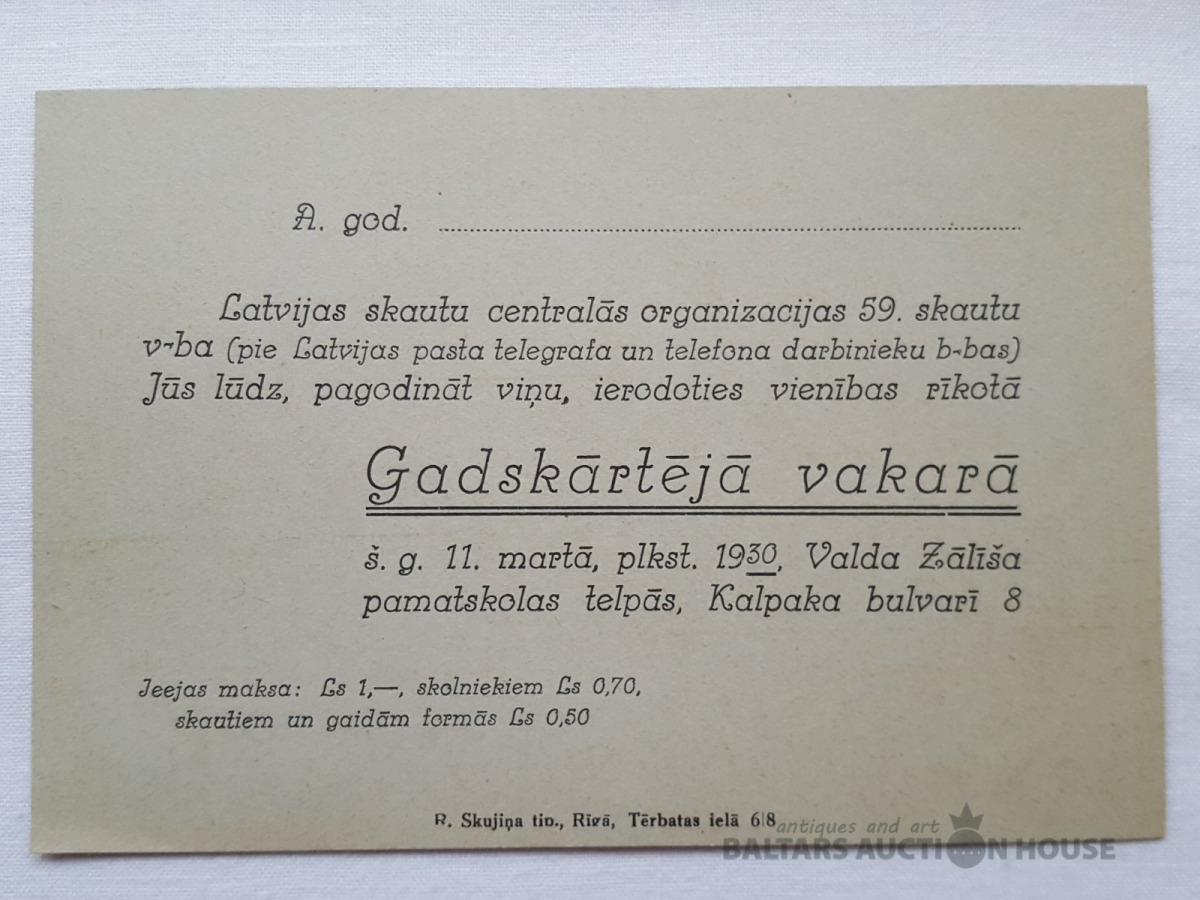 A. god.
Latvijas skautu centralās organizacijas 59. skautu
v-ba (pie Latvijas pasta telegrafa un telefona darbinieku b-bas)
Jūs lūdz, pagodināt viņu, ierodoties vienības rīkotā
Gadskārtējā vakarā
š. g. 11. martā, plkst. 1930, Valda Zālīša
pamatskolas telpās, Kalpaka bulvarī 8
Ieejas maksa: Ls 1,—, skolniekiem Ls 0,70,
skautiem un gaidām formās Ls 0,50
R. Skujiņa tip., Rīgā, Tērbatas ielā 6|8
antiques and art
BALTARS AUCTION HOUSE